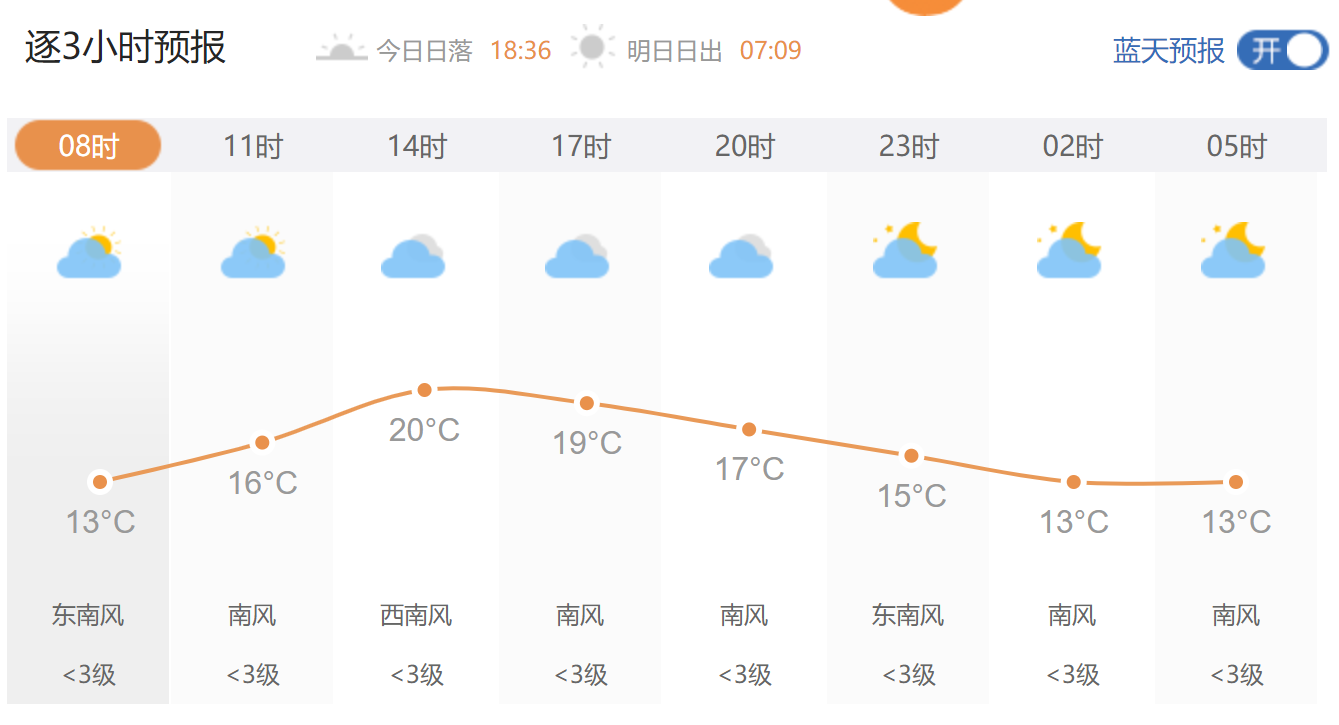 逐3小时预报 今日日落 18:36 明日日出 07:09 蓝天预报 开
08时 11时 14时 17时 20时 23时 02时 05时
13°C 16°C 20°C 19°C 17°C 15°C 13°C 13°C
东南风 南风 西南风 南风 南风 东南风 南风 南风
<3级 <3级 <3级 <3级 <3级 <3级 <3级 <3级